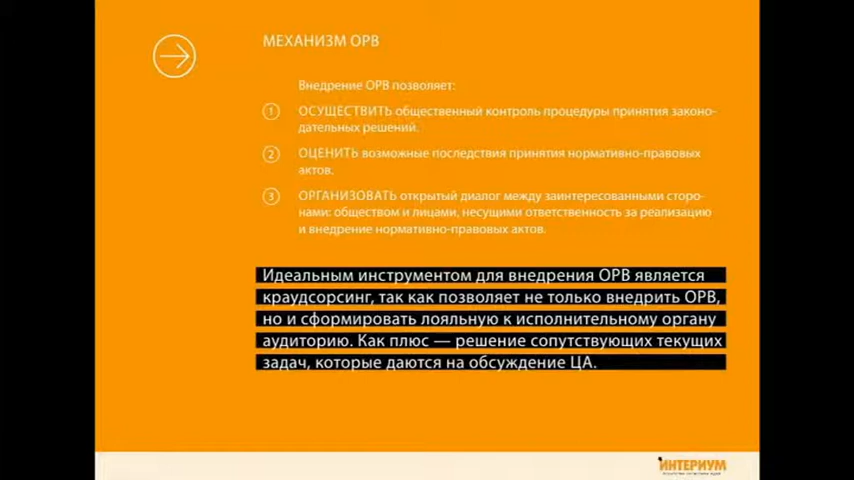 МЕХАНИЗМ ОРВ
Внедрение ОРВ позволяет:
1 ОСУЩЕСТВИТЬ общественный контроль процедуры принятия законо-
дательных решений.
2 ОЦЕНИТЬ возможные последствия принятия нормативно-правовых
актов.
3 ОРГАНИЗОВАТЬ открытый диалог между заинтересованными сторо-
нами: обществом и лицами, несущими ответственность за реализацию
и внедрение нормативно-правовых актов.
Идеальным инструментом для внедрения ОРВ является
краудсорсинг, так как позволяет не только внедрить ОРВ,
но и сформировать лояльную к исполнительному органу
аудиторию. Как плюс — решение сопутствующих текущих
задач, которые даются на обсуждение ЦА.
ИНТЕРИУМ